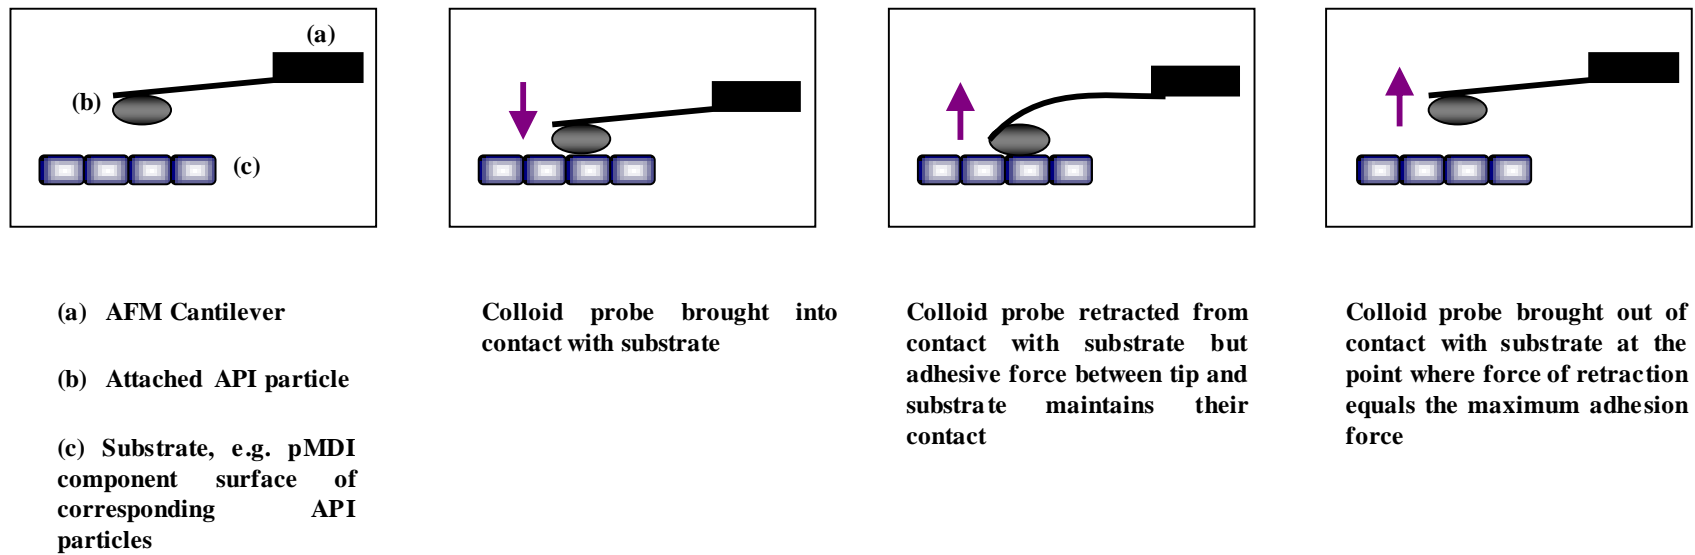 (a)
(b)
(c)
(a) AFM Cantilever
(b) Attached API particle
(c) Substrate, e.g. pMDI
component surface of
corresponding API
particles
Colloid probe brought into
contact with substrate
Colloid probe retracted from
contact with substrate but
adhesive force between tip and
substrate maintains their
contact
Colloid probe brought out of
contact with substrate at the
point where force of retraction
equals the maximum adhesion
force